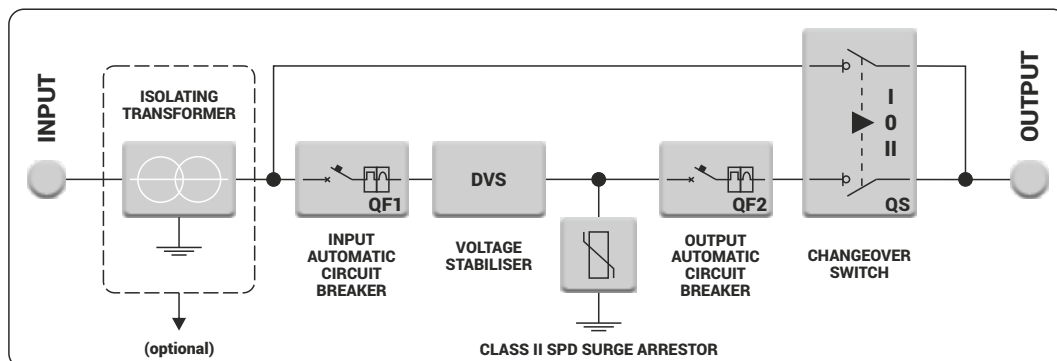 INPUT
ISOLATING
TRANSFORMER
(optional)
QF1
INPUT
AUTOMATIC
CIRCUIT
BREAKER
DVS
VOLTAGE
STABILISER
CLASS II SPD SURGE ARRESTOR
QF2
OUTPUT
AUTOMATIC
CIRCUIT
BREAKER
I
0
II
QS
CHANGEOVER
SWITCH
OUTPUT